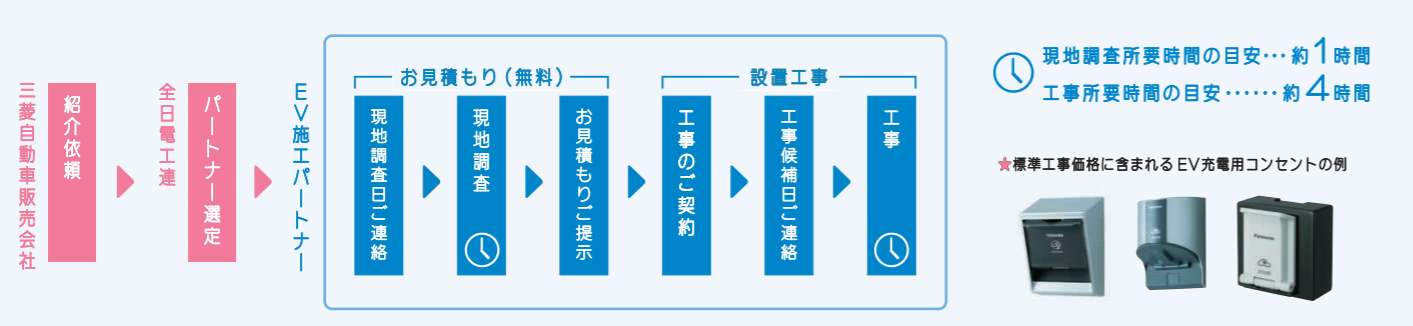 三菱自動車販売会社
紹介依頼
全日電工連
パートナー選定
EV施工パートナー
お見積もり（無料）
現地調査日ご連絡
現地調査
お見積もりご提示
設置工事
工事のご契約
工事候補日ご連絡
工事
現地調査所要時間の目安･･･約1時間
工事所要時間の目安･･････約4時間
★標準工事価格に含まれるEV充電用コンセントの例
TOSHIBA
Panasonic